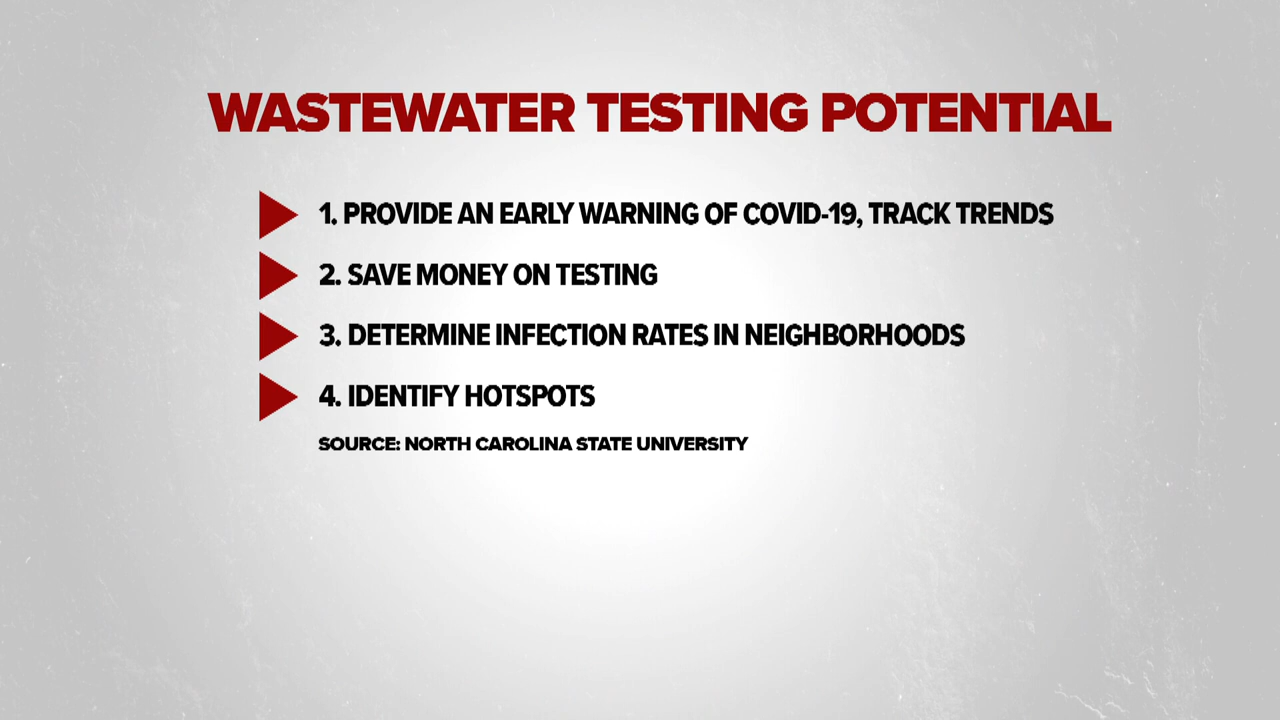 WASTEWATER TESTING POTENTIAL
1. PROVIDE AN EARLY WARNING OF COVID-19, TRACK TRENDS
2. SAVE MONEY ON TESTING
3. DETERMINE INFECTION RATES IN NEIGHBORHOODS
4. IDENTIFY HOTSPOTS
SOURCE: NORTH CAROLINA STATE UNIVERSITY